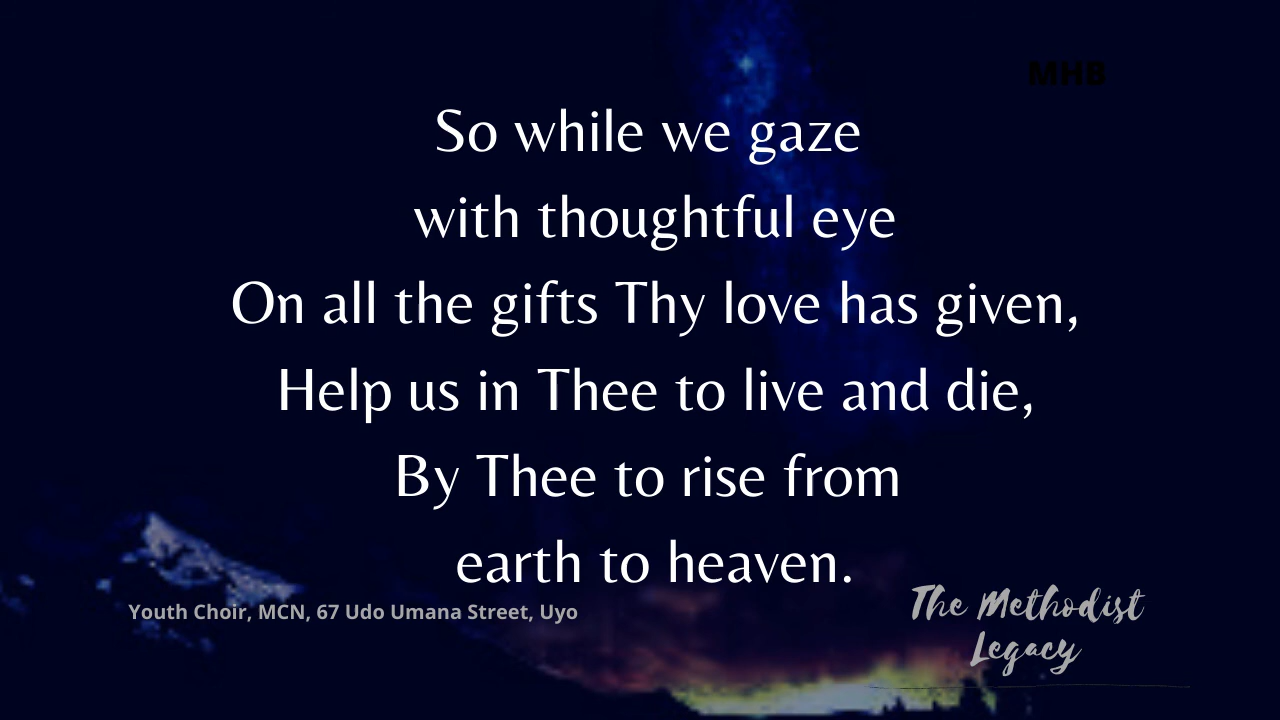 MHB
So while we gaze
with thoughtful eye
On all the gifts Thy love has given,
Help us in Thee to live and die,
By Thee to rise from
earth to heaven.
Youth Choir, MCN, 67 Udo Umana Street, Uyo
The Methodist
Legacy